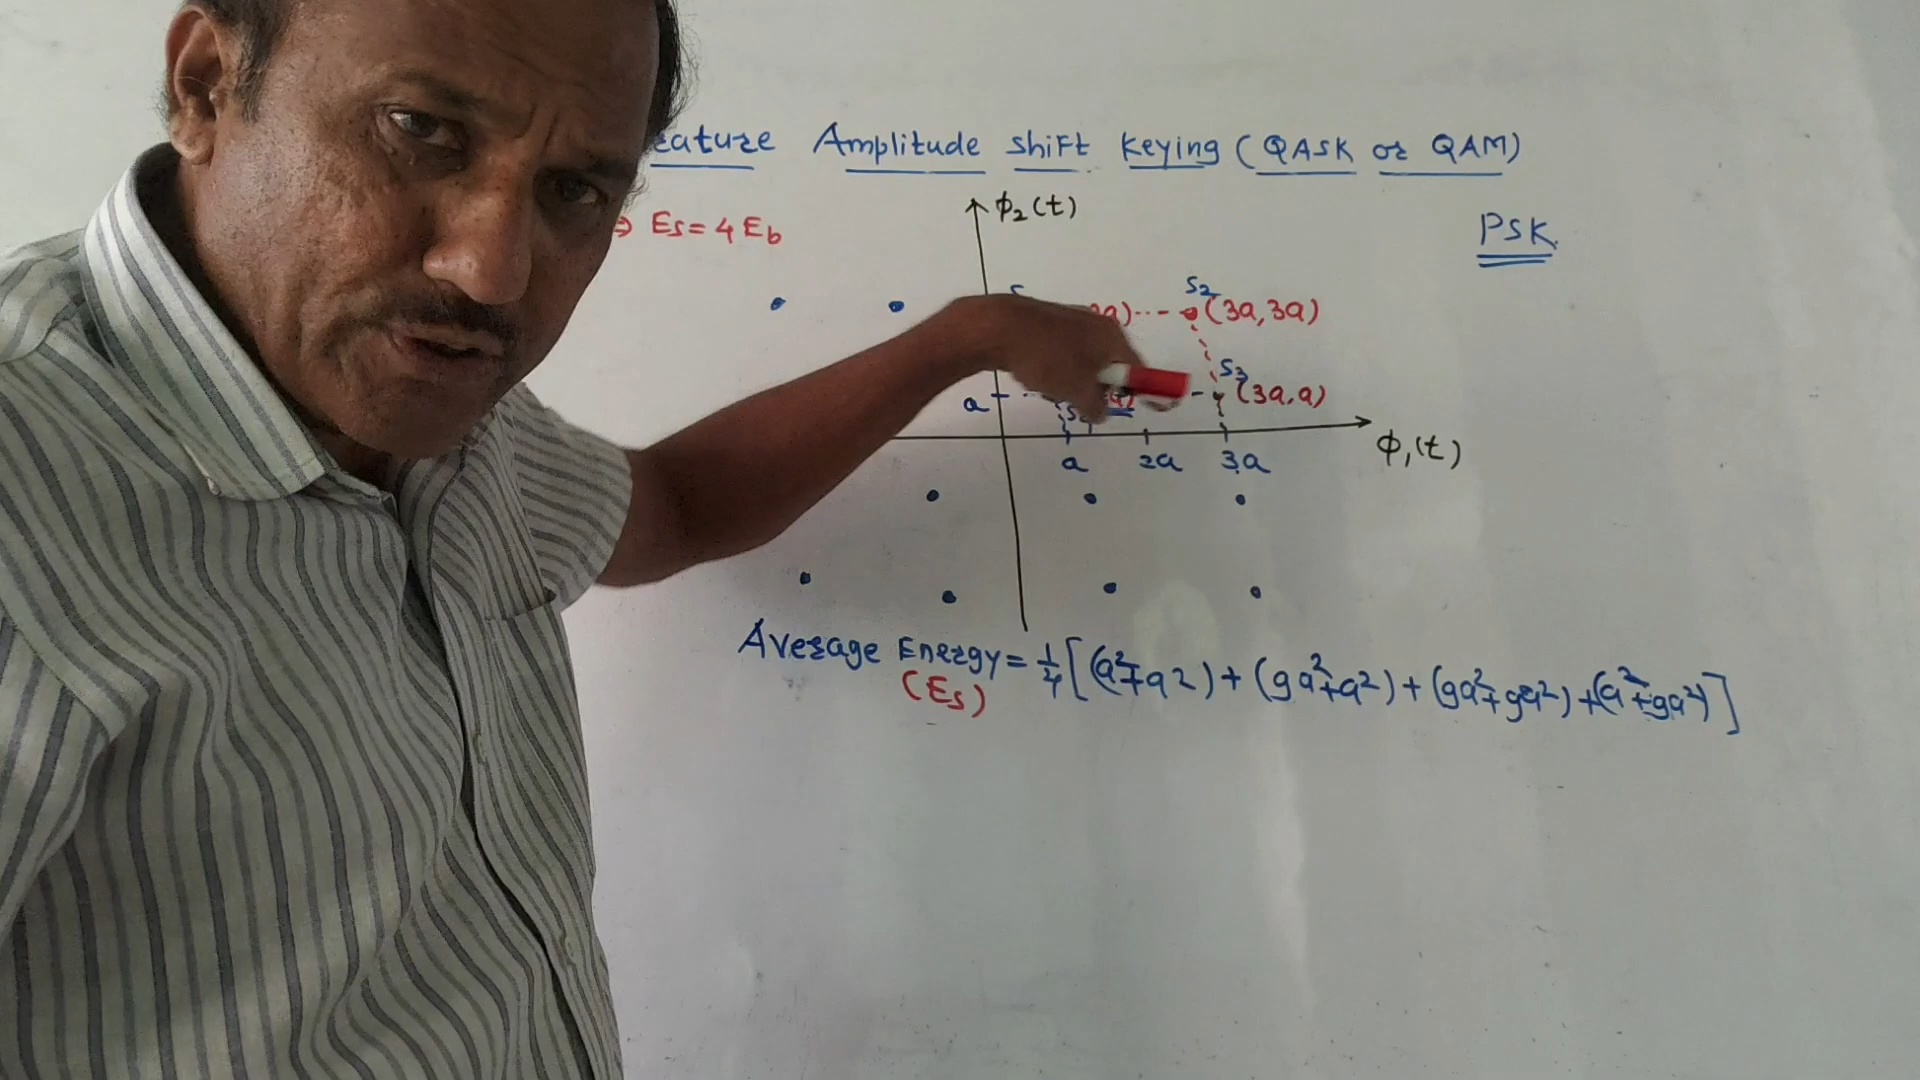 Amplitude Shift Keying (QASK or QAM)
⇒ Es = 4 Eb
ϕ2(t)
PSK
S2
(3a,3a)
S3
(3a,a)
a
a 2a 3a
ϕ1(t)
Average Energy = 1/4 [(a²+a²) + (9a²+a²) + (9a²+9a²) + (a²+9a²)]
(Es)